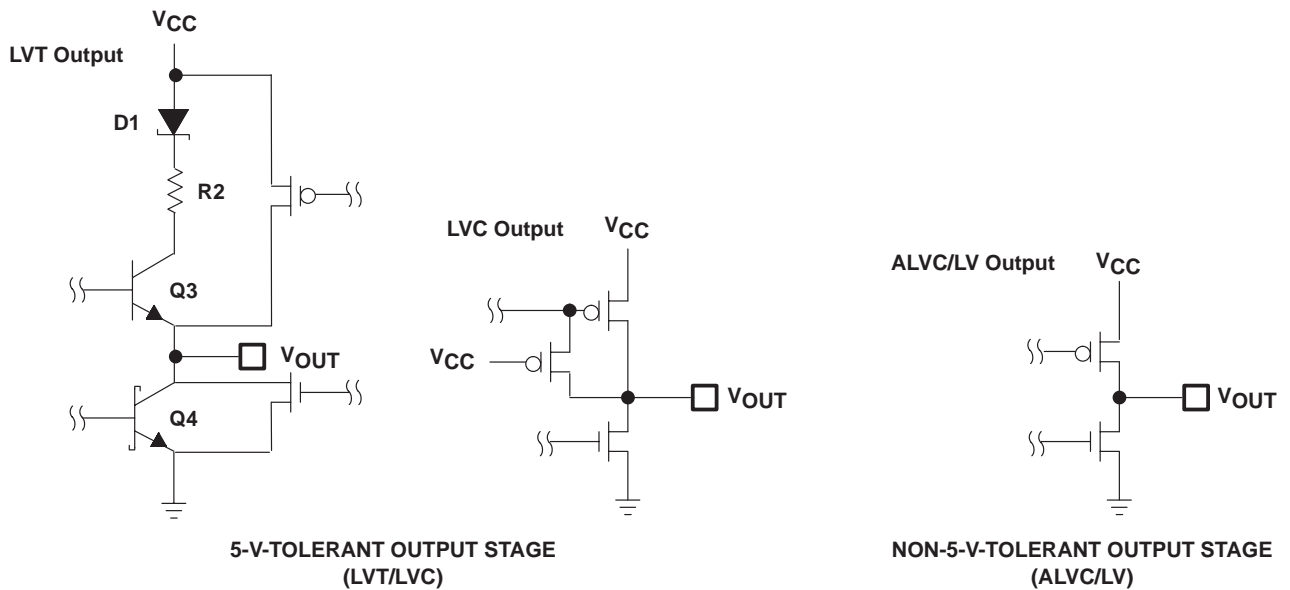 VCC
LVT Output
D1
R2
Q3
VOUT
Q4
LVC Output
VCC
VCC
VOUT
ALVC/LV Output
VCC
VOUT
5-V-TOLERANT OUTPUT STAGE
(LVT/LVC)
NON-5-V-TOLERANT OUTPUT STAGE
(ALVC/LV)